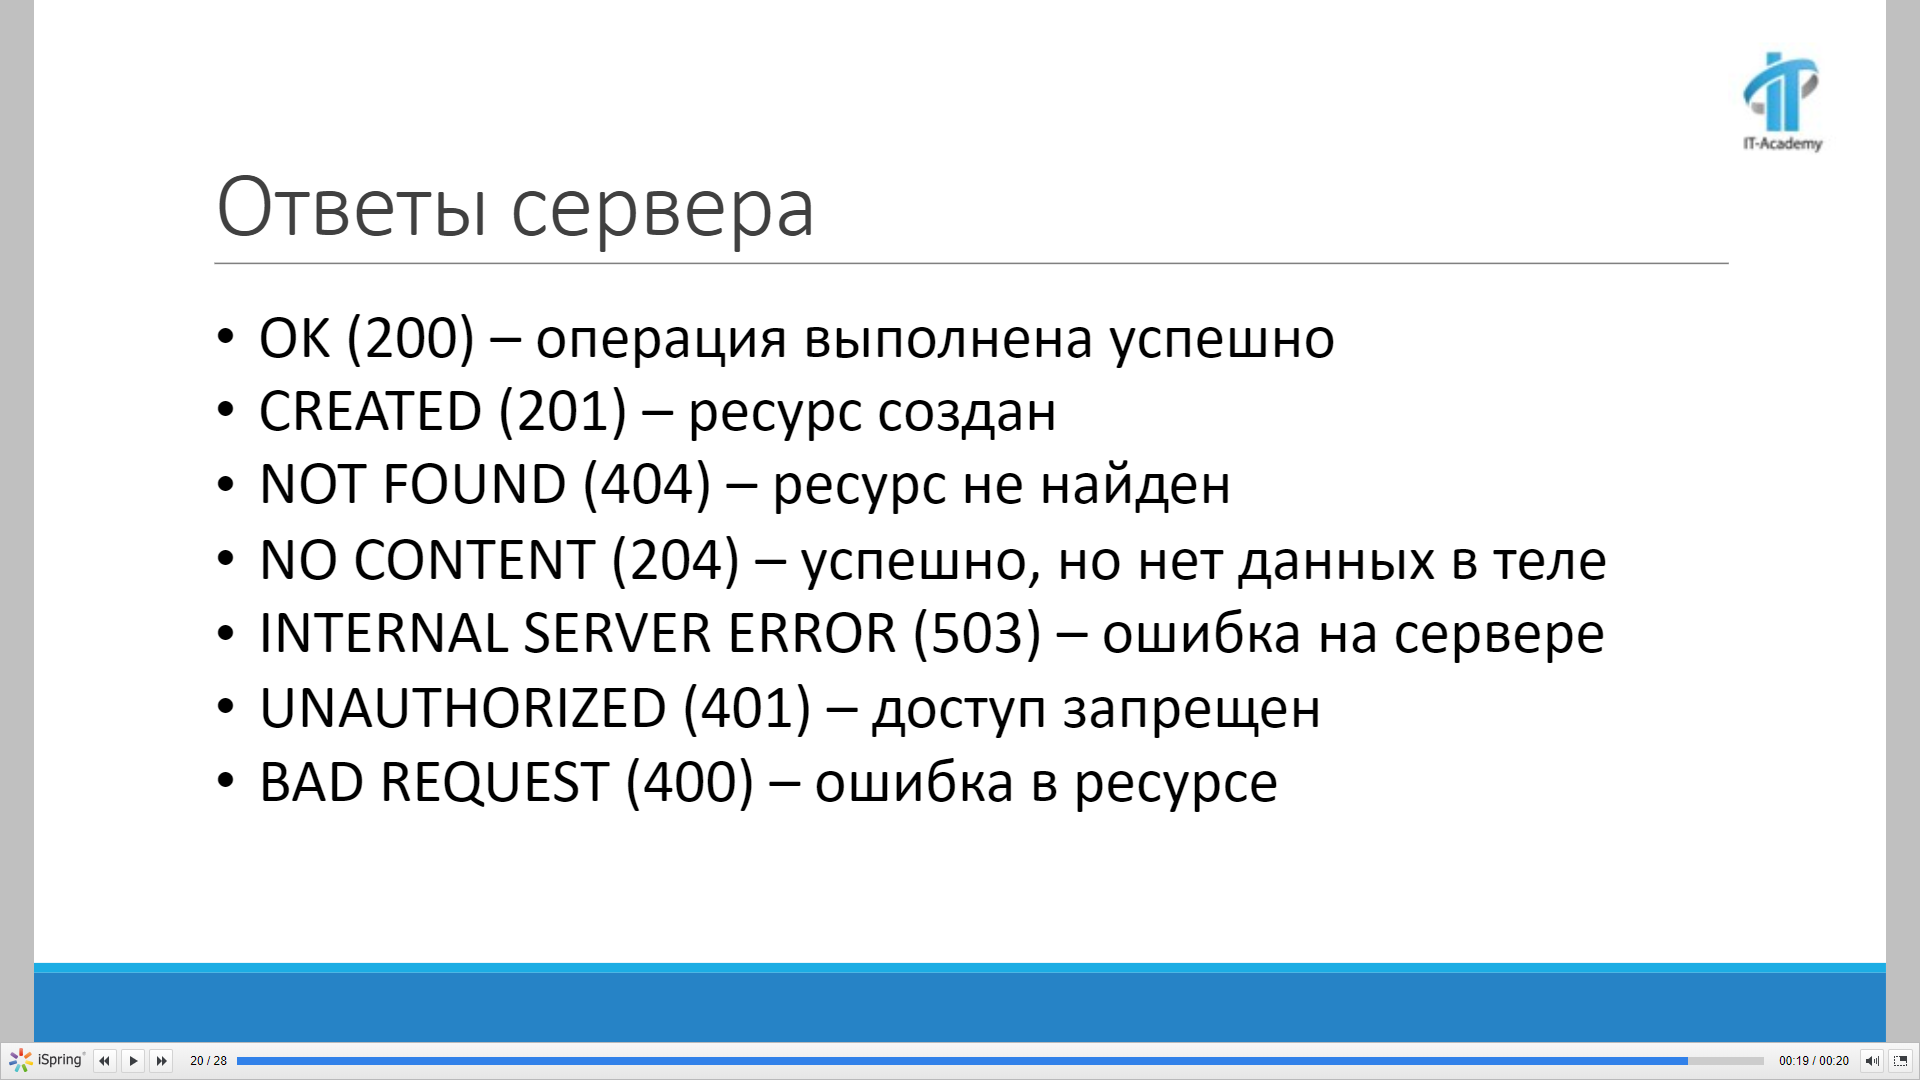 IT-Academy
Ответы сервера
• OK (200) – операция выполнена успешно
• CREATED (201) – ресурс создан
• NOT FOUND (404) – ресурс не найден
• NO CONTENT (204) – успешно, но нет данных в теле
• INTERNAL SERVER ERROR (503) – ошибка на сервере
• UNAUTHORIZED (401) – доступ запрещен
• BAD REQUEST (400) – ошибка в ресурсе
iSpring 20 / 28 00:19 / 00:20